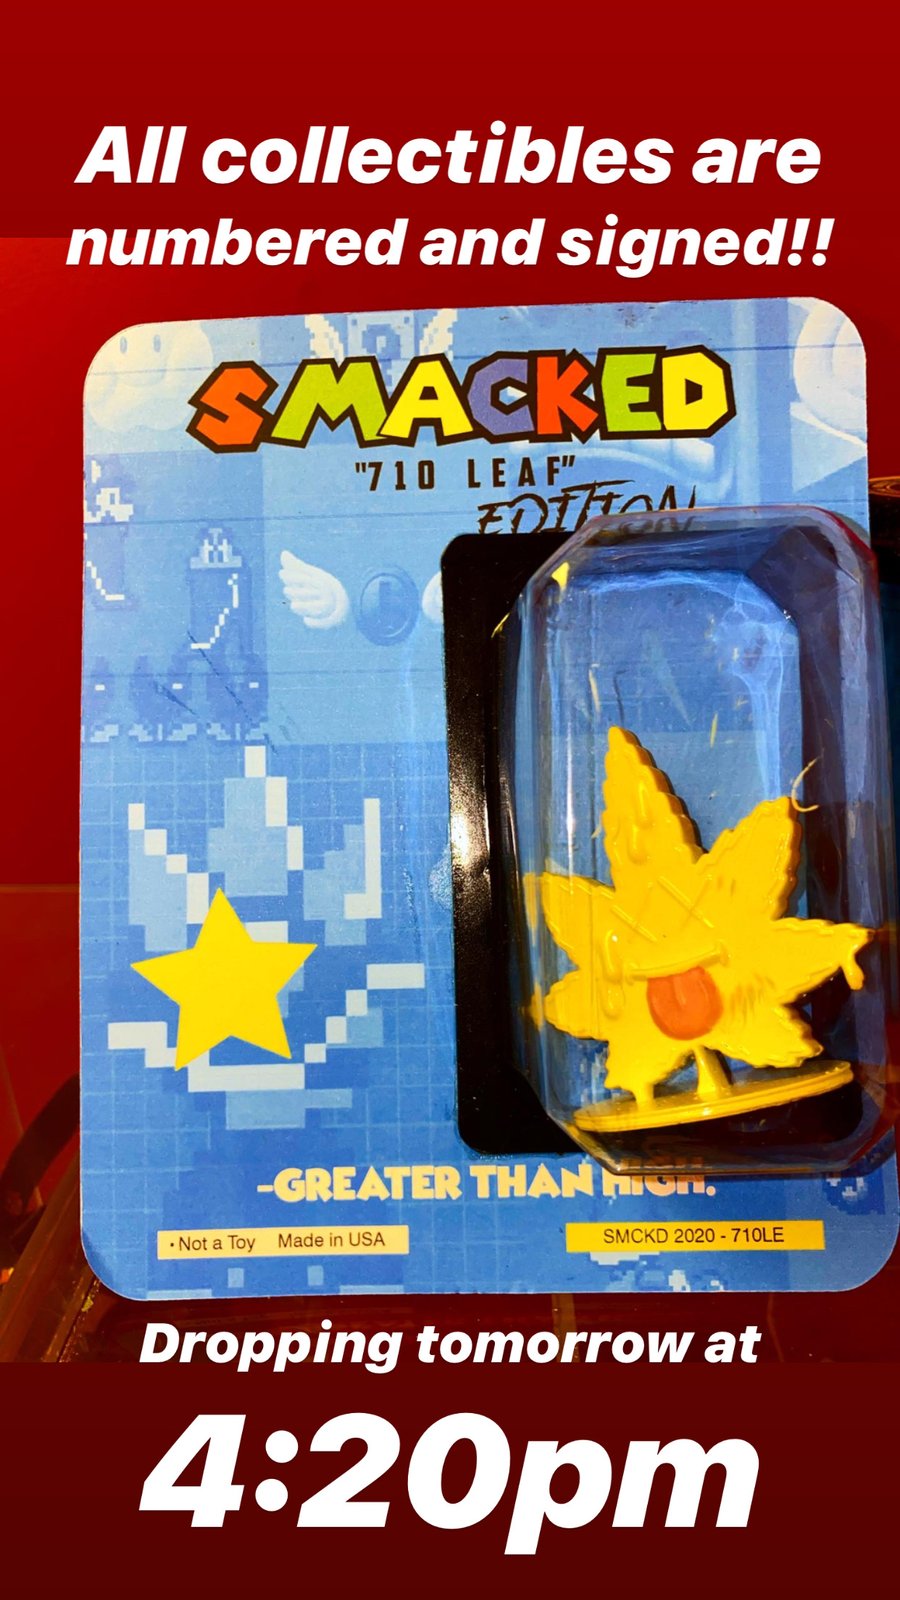 All collectibles are
numbered and signed!!
SMACKED
"710 LEAF"
EDITION
-GREATER THAN HIGH.
• Not a Toy Made in USA
SMCKD 2020 - 710LE
Dropping tomorrow at
4:20pm